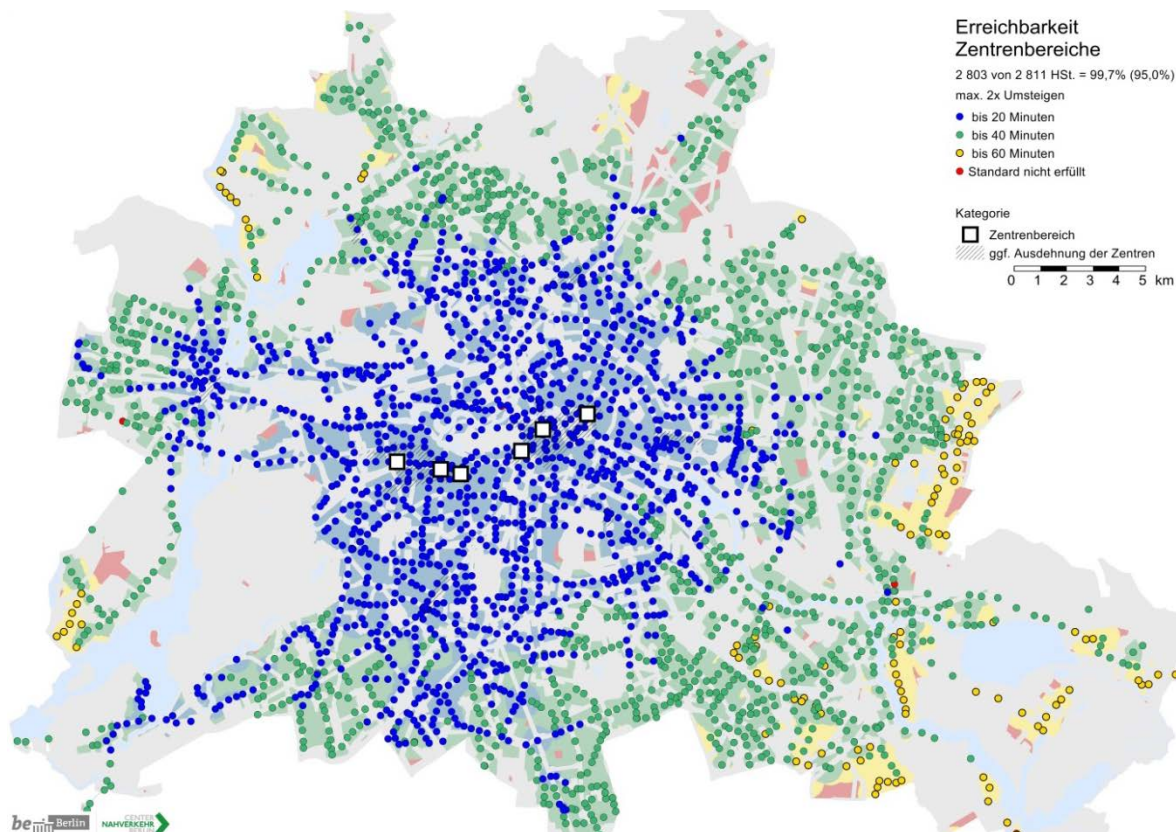 Erreichbarkeit
Zentrenbereiche
2 803 von 2 811 HSt. = 99,7% (95,0%)
max. 2x Umsteigen
bis 20 Minuten
bis 40 Minuten
bis 60 Minuten
Standard nicht erfüllt
Kategorie
Zentrenbereich
ggf. Ausdehnung der Zentren
0 1 2 3 4 5 km
be Berlin
CENTER
NAHVERKEHR
BERLIN